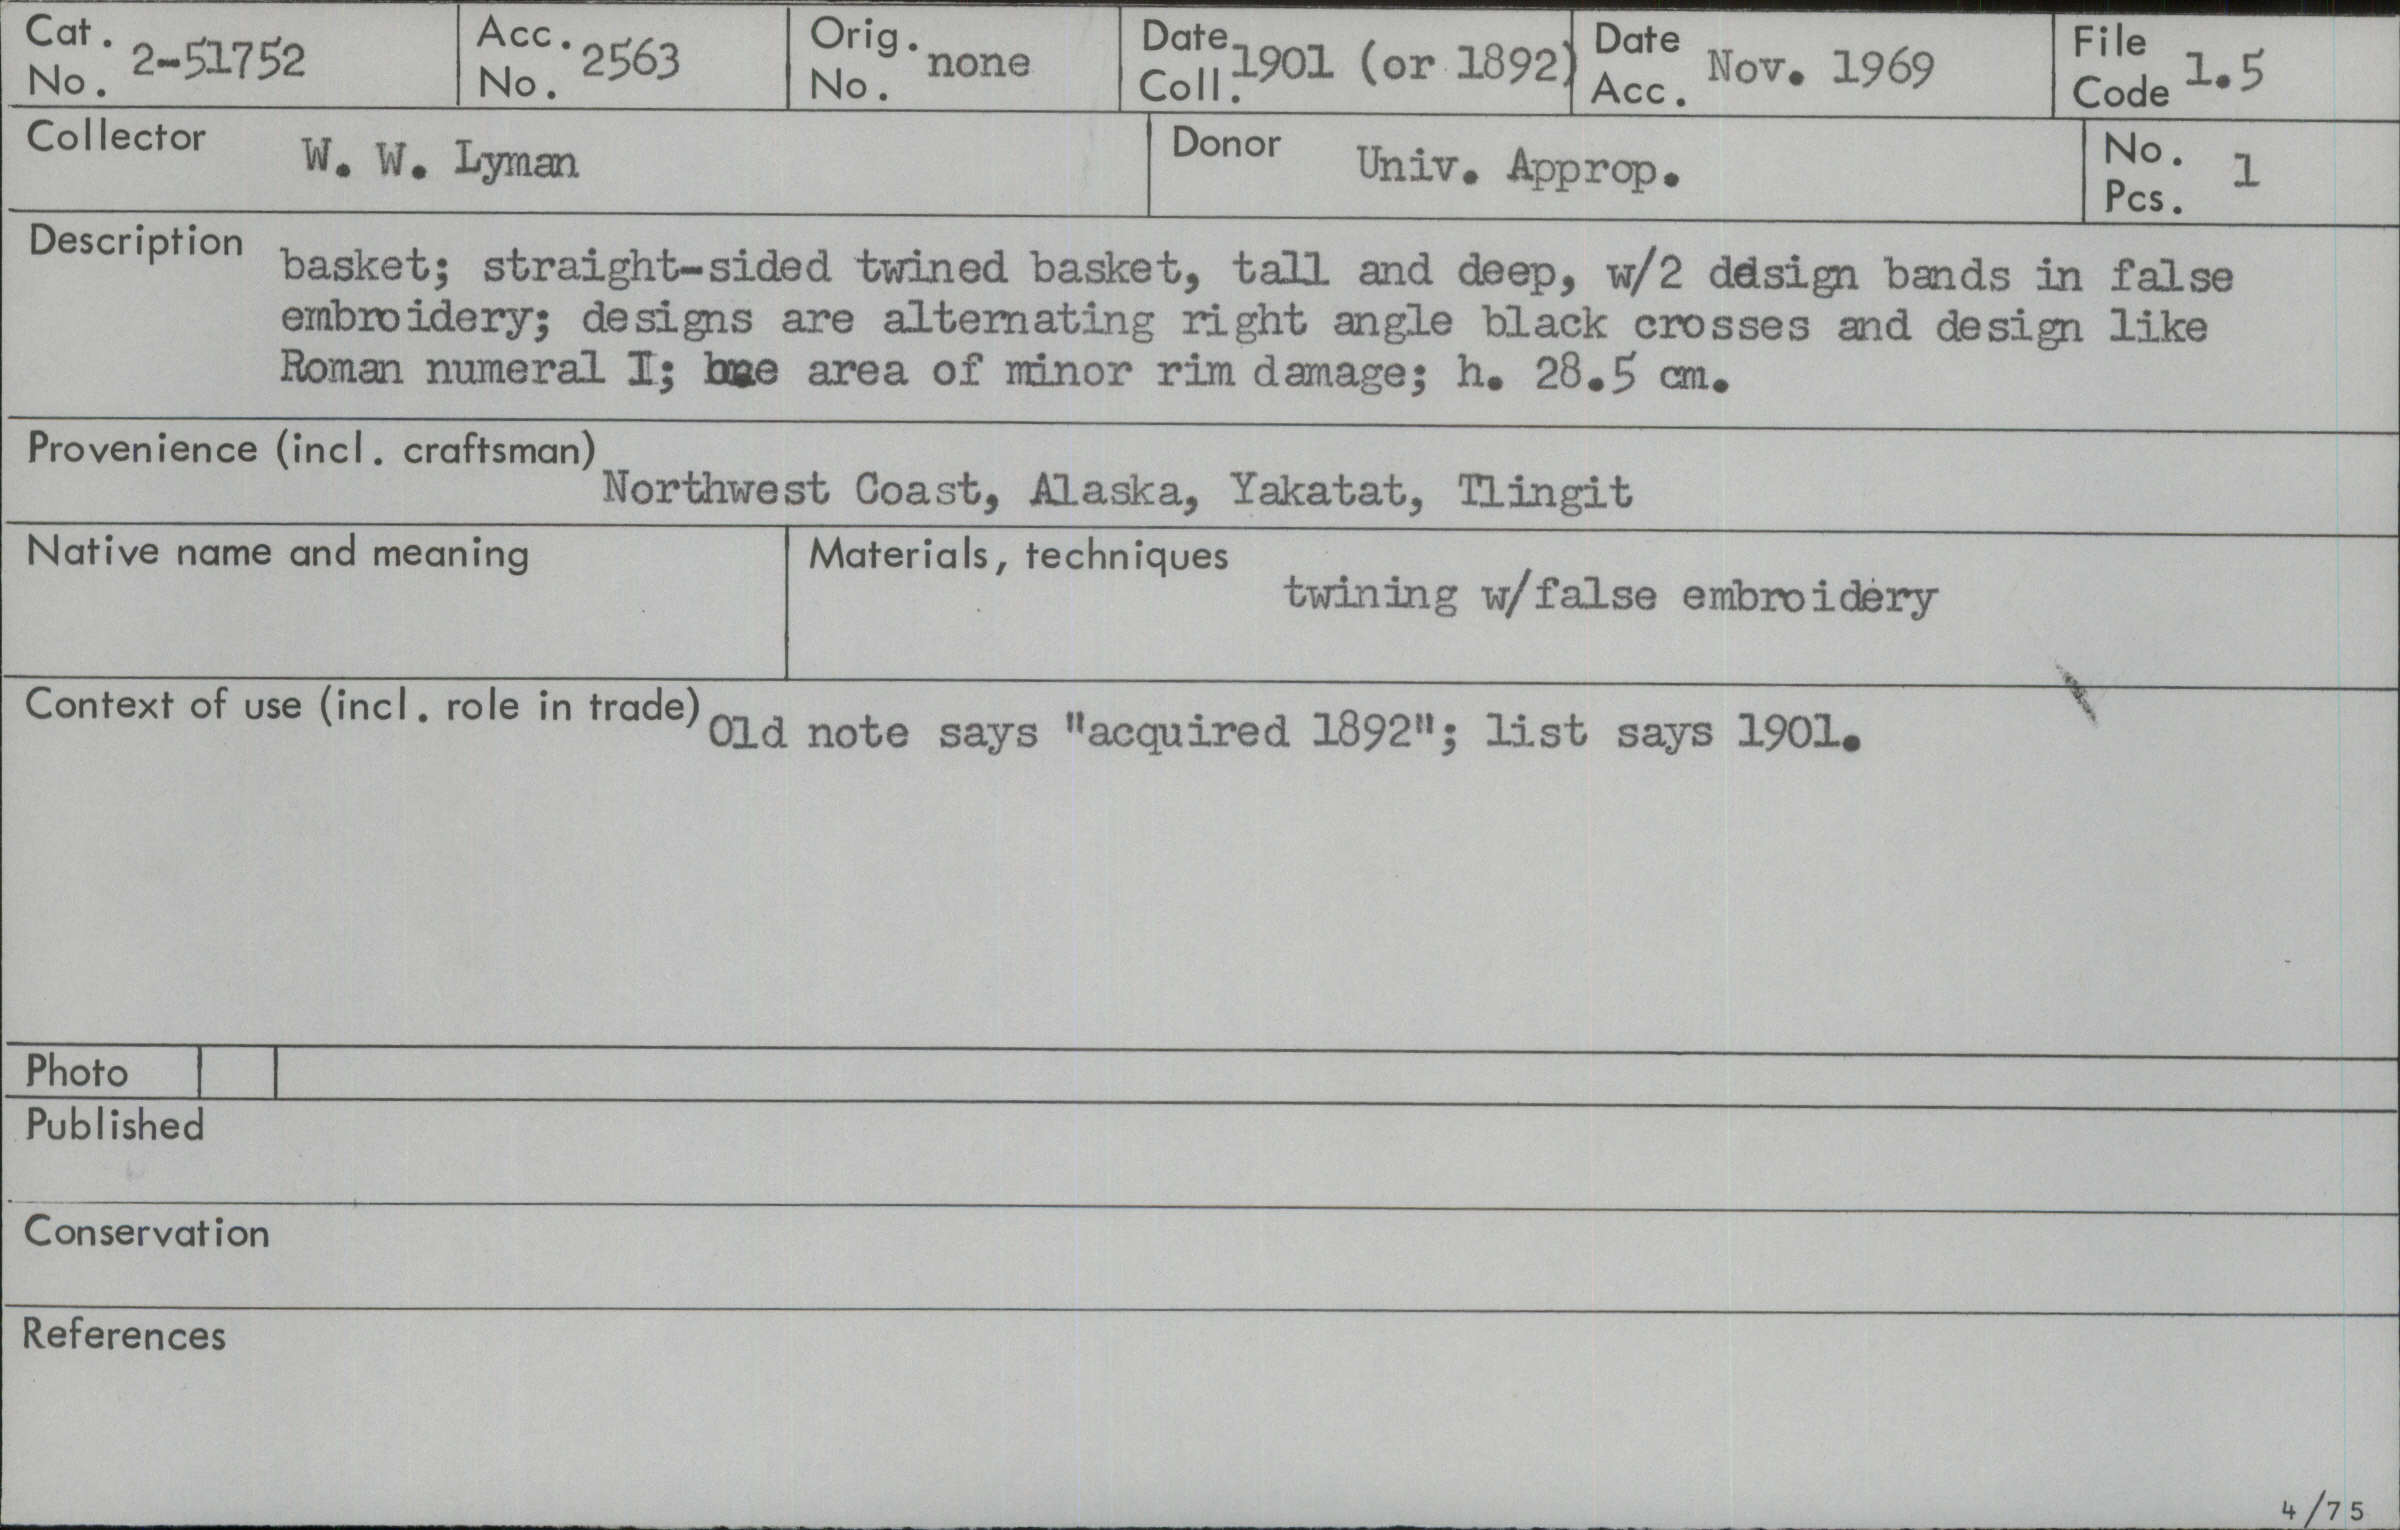 Cat. No. 2-51752
Acc. No. 2563
Orig. No. none
Date Coll. 1901 (or 1892)
Date Acc. Nov. 1969
File Code 1.5
Collector W. W. Lyman
Donor Univ. Approp.
No. Pcs. 1
Description basket; straight-sided twined basket, tall and deep, w/2 design bands in false
embroidery; designs are alternating right angle black crosses and design like
Roman numeral I; one area of minor rim damage; h. 28.5 cm.
Provenience (incl. craftsman) Northwest Coast, Alaska, Yakatat, Tlingit
Native name and meaning
Materials, techniques twining w/false embroidery
Context of use (incl. role in trade) Old note says "acquired 1892"; list says 1901.
Photo
Published
Conservation
References
4/75